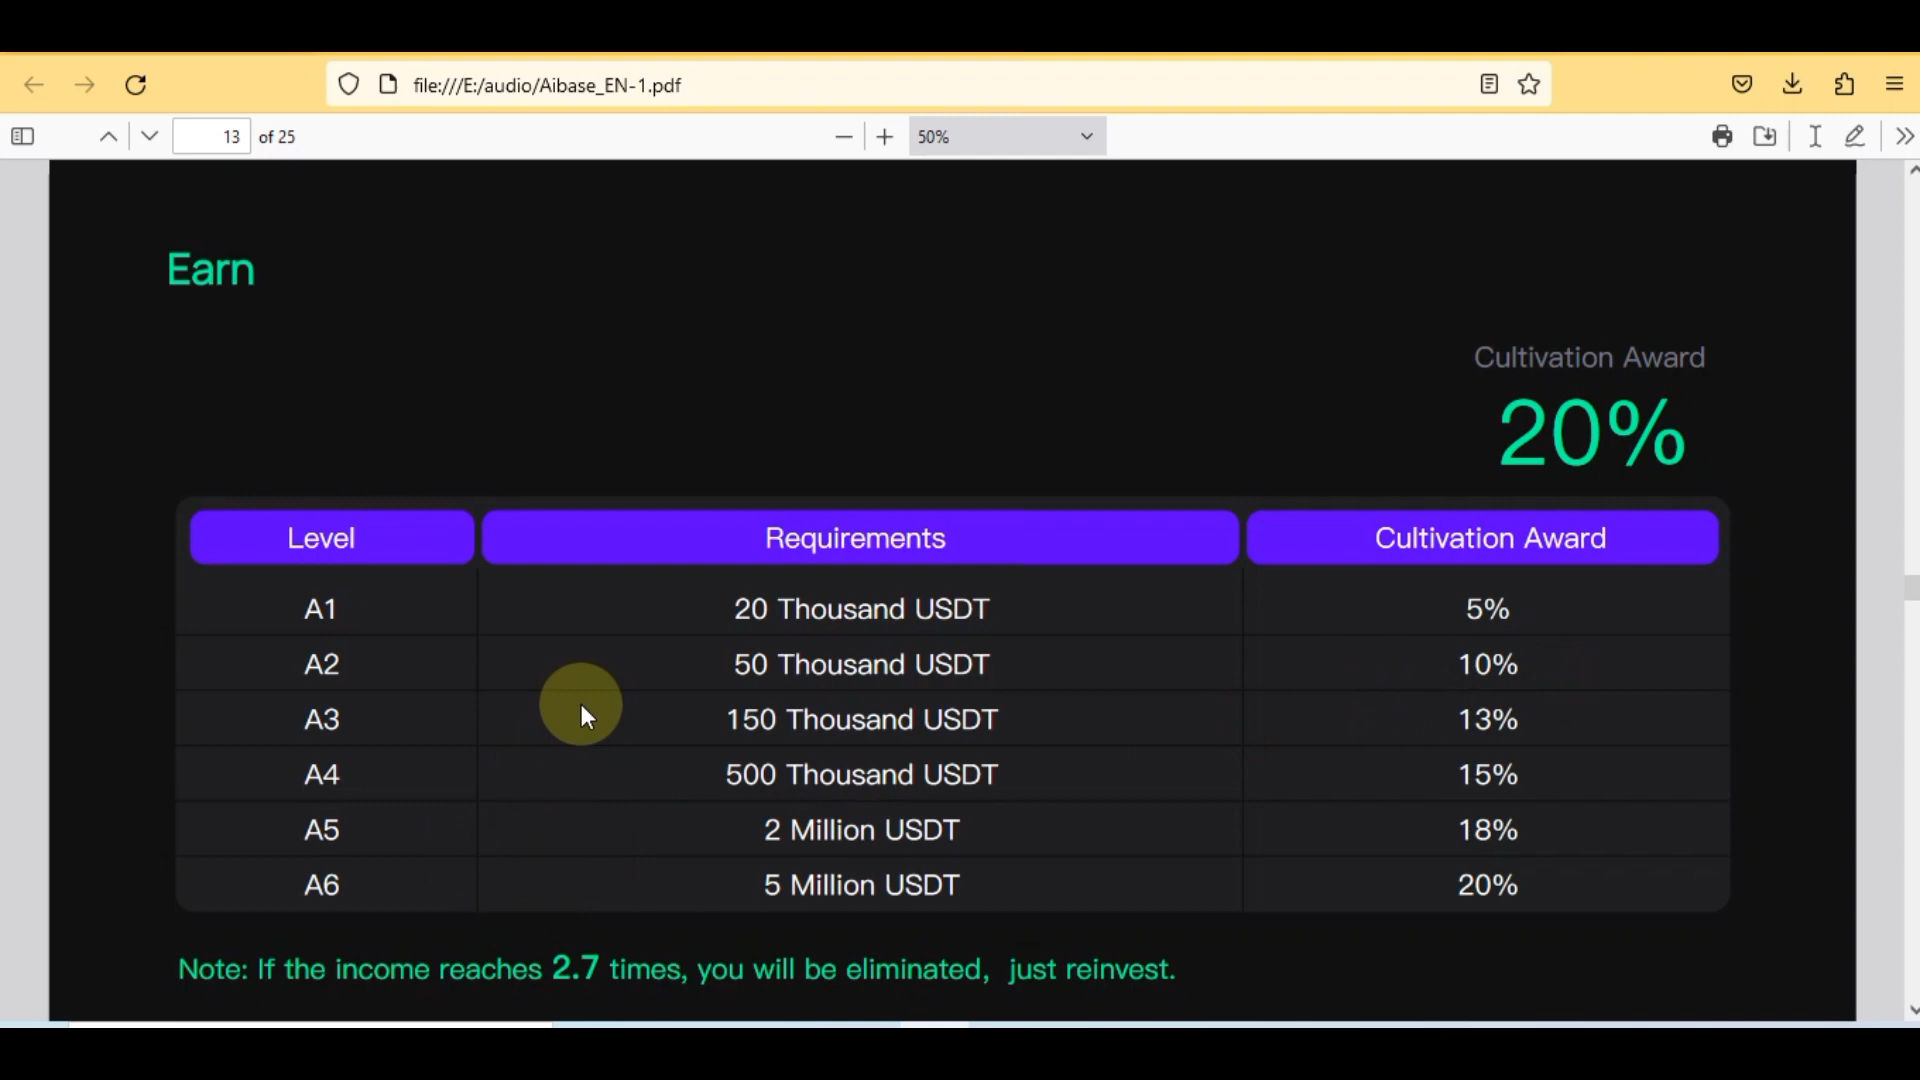 file:///E:/audio/Aibase_EN-1.pdf
13 of 25
50%
Earn
Cultivation Award
20%
Level Requirements Cultivation Award
A1 20 Thousand USDT 5%
A2 50 Thousand USDT 10%
A3 150 Thousand USDT 13%
A4 500 Thousand USDT 15%
A5 2 Million USDT 18%
A6 5 Million USDT 20%
Note: If the income reaches 2.7 times, you will be eliminated, just reinvest.